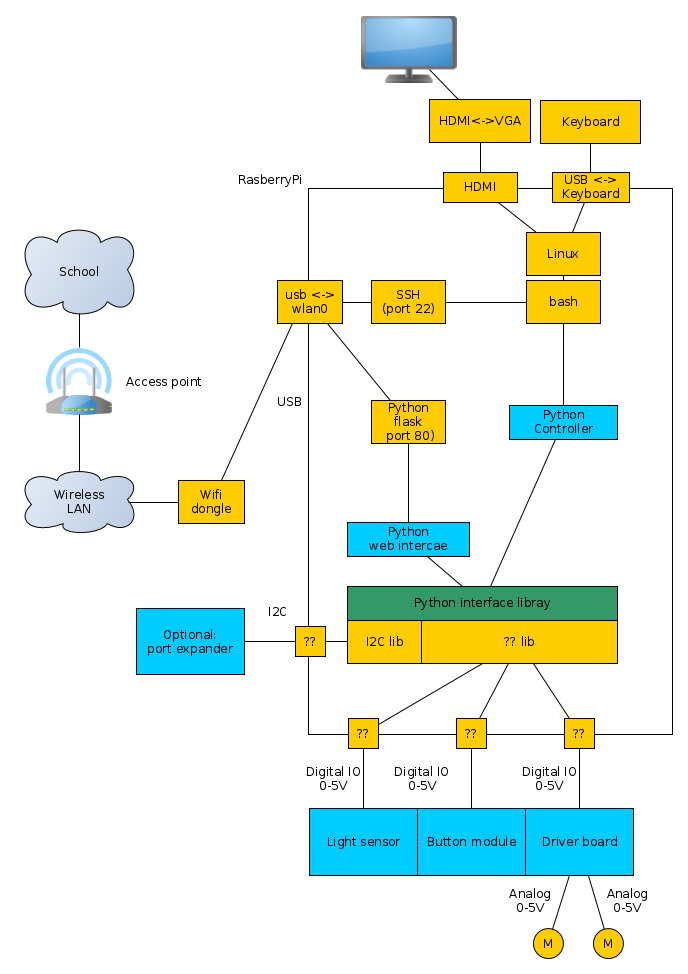 HDMI<->VGA
Keyboard
RasberryPi
HDMI
USB <->
Keyboard
School
Linux
usb <->
wlan0
SSH
(port 22)
bash
Access point
USB
Python
flask
port 80)
Python
Controller
Wireless
LAN
Wifi
dongle
Python
web intercae
Python interface libray
I2C
Optional:
port expander
??
I2C lib
?? lib
??
??
??
Digital IO
0-5V
Digital IO
0-5V
Digital IO
0-5V
Light sensor
Button module
Driver board
Analog
0-5V
Analog
0-5V
M
M